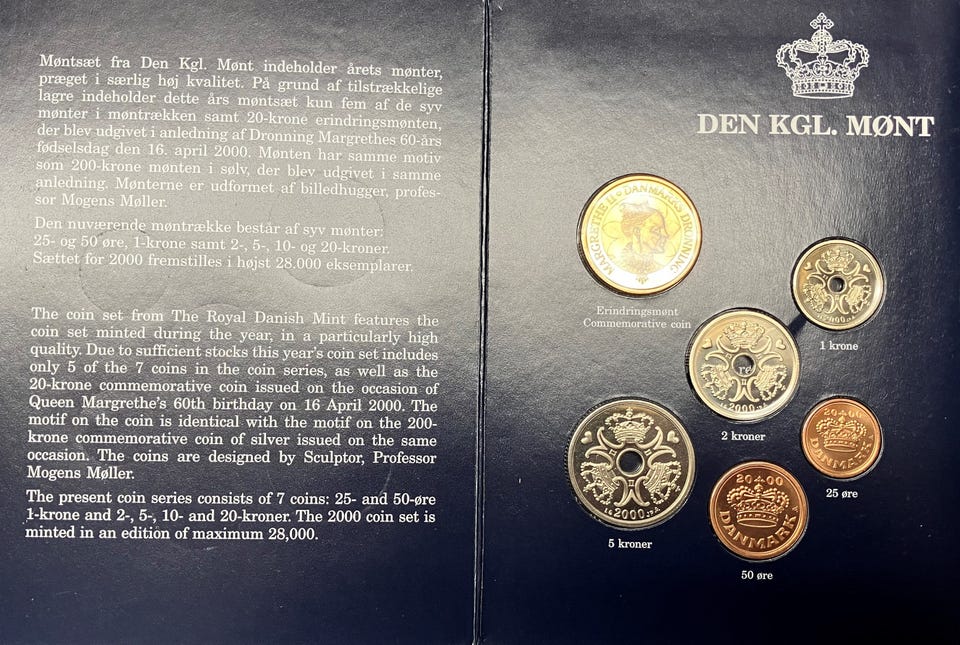 Møntsæt fra Den Kgl. Mønt indeholder årets mønter,
præget i særlig høj kvalitet. På grund af tilstrækkelige
lagre indeholder dette års møntsæt kun fem af de syv
mønter i møntrækken samt 20-krone erindringsmønten,
der blev udgivet i anledning af Dronning Margrethes 60-års
fødselsdag den 16. april 2000. Mønten har samme motiv
som 200-krone mønten i sølv, der blev udgivet i samme
anledning. Mønterne er udformet af billedhugger, profes-
sor Mogens Møller.
Den nuværende møntrække består af syv mønter:
25- og 50 øre, 1-krone samt 2-, 5-, 10- og 20-kroner.
Sættet for 2000 fremstilles i højst 28.000 eksemplarer.
The coin set from The Royal Danish Mint features the
coin set minted during the year, in a particularly high
quality. Due to sufficient stocks this year's coin set includes
only 5 of the 7 coins in the coin series, as well as the
20-krone commemorative coin issued on the occasion of
Queen Margrethe's 60th birthday on 16 April 2000. The
motif on the coin is identical with the motif on the 200-
krone commemorative coin of silver issued on the same
occasion. The coins are designed by Sculptor, Professor
Mogens Møller.
The present coin series consists of 7 coins: 25- and 50-øre
1-krone and 2-, 5-, 10- and 20-kroner. The 2000 coin set is
minted in an edition of maximum 28,000.
DEN KGL. MØNT
MARGRETHE II DANMARKS DRONNING
Erindringsmønt
Commemorative coin
2000
1 krone
re
2000
2 kroner
2000
5 kroner
20 00
DANMARK
25 øre
20 00
DANMARK
50 øre